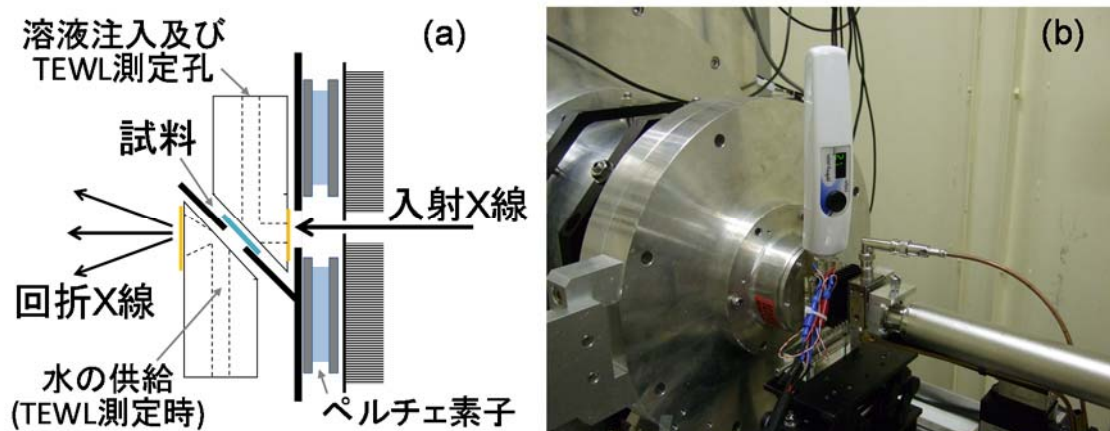 溶液注入及び
TEWL測定孔
(a)
試料
入射X線
回折X線
水の供給
(TEWL測定時)
ペルチェ素子
(b)